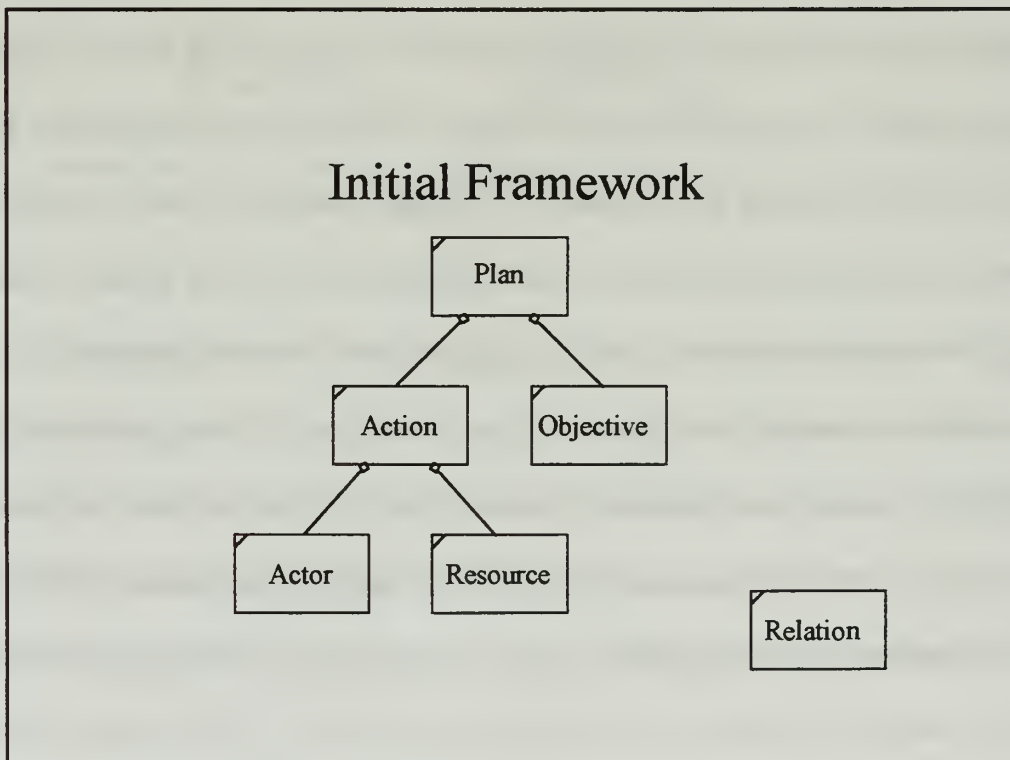 Initial Framework
Plan
Action
Objective
Actor
Resource
Relation